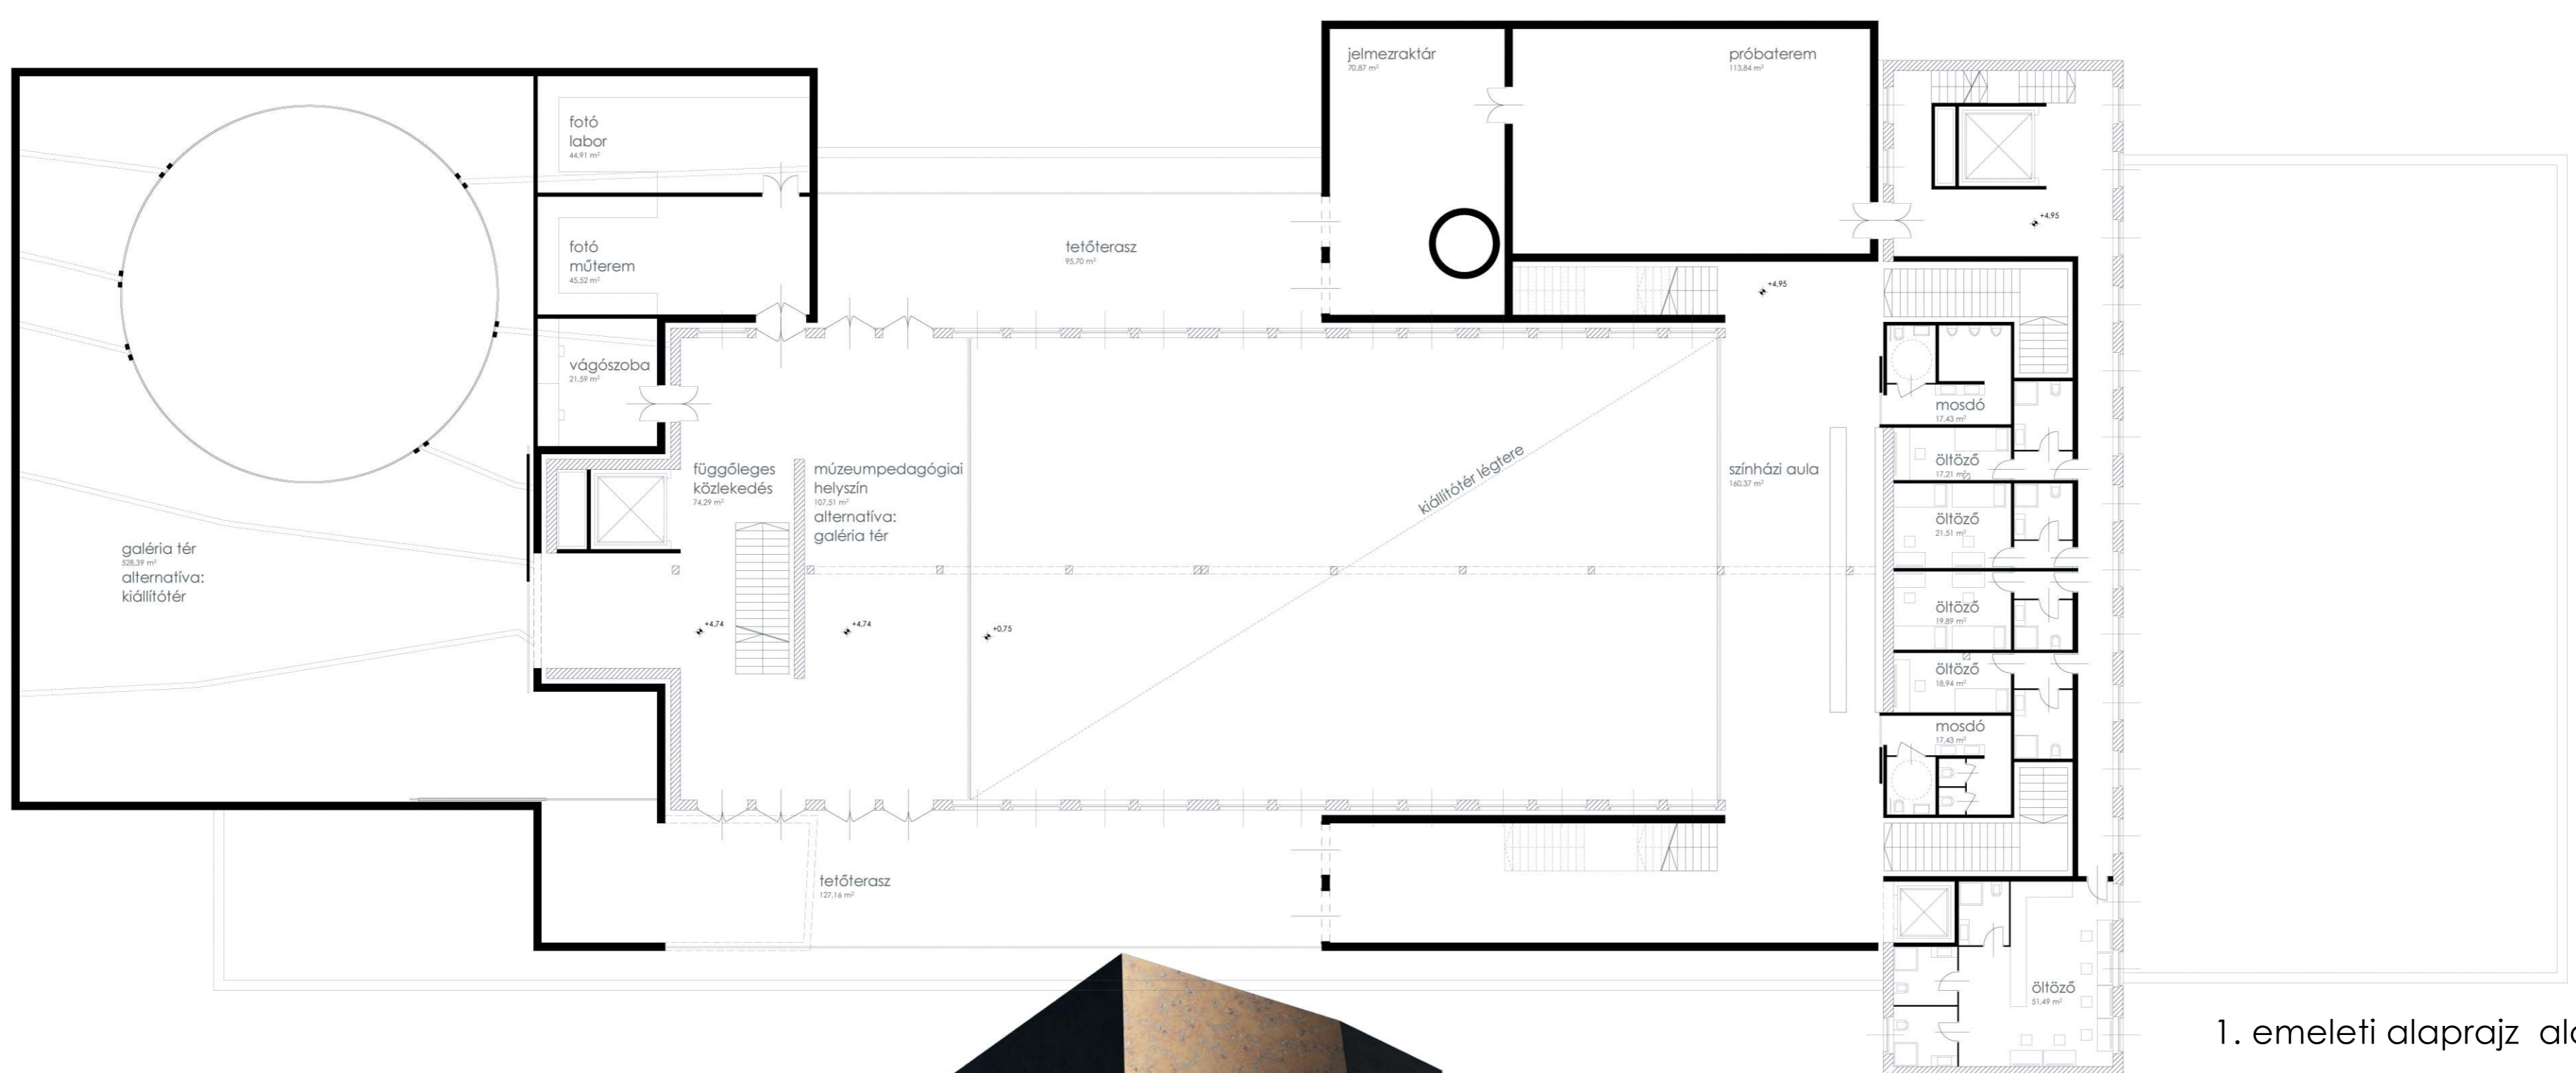 jelmezraktár
70,87 m²
próbaterem
113,84 m²
fotó
labor
44,91 m²
fotó
műterem
45,52 m²
tetőterasz
95,70 m²
+4,95
+4,95
vágószoba
21,59 m²
mosdó
17,43 m²
függőleges
közlekedés
74,29 m²
múzeumpedagógiai
helyszín
107,51 m²
alternatíva:
galéria tér
kiállítótér légtere
színházi aula
160,37 m²
öltöző
17,21 m²
öltöző
21,51 m²
galéria tér
528,39 m²
alternatíva:
kiállítótér
öltöző
19,89 m²
+4,74
+4,74
+0,75
öltöző
18,94 m²
mosdó
17,43 m²
tetőterasz
127,16 m²
öltöző
51,49 m²
1. emeleti alaprajz ala